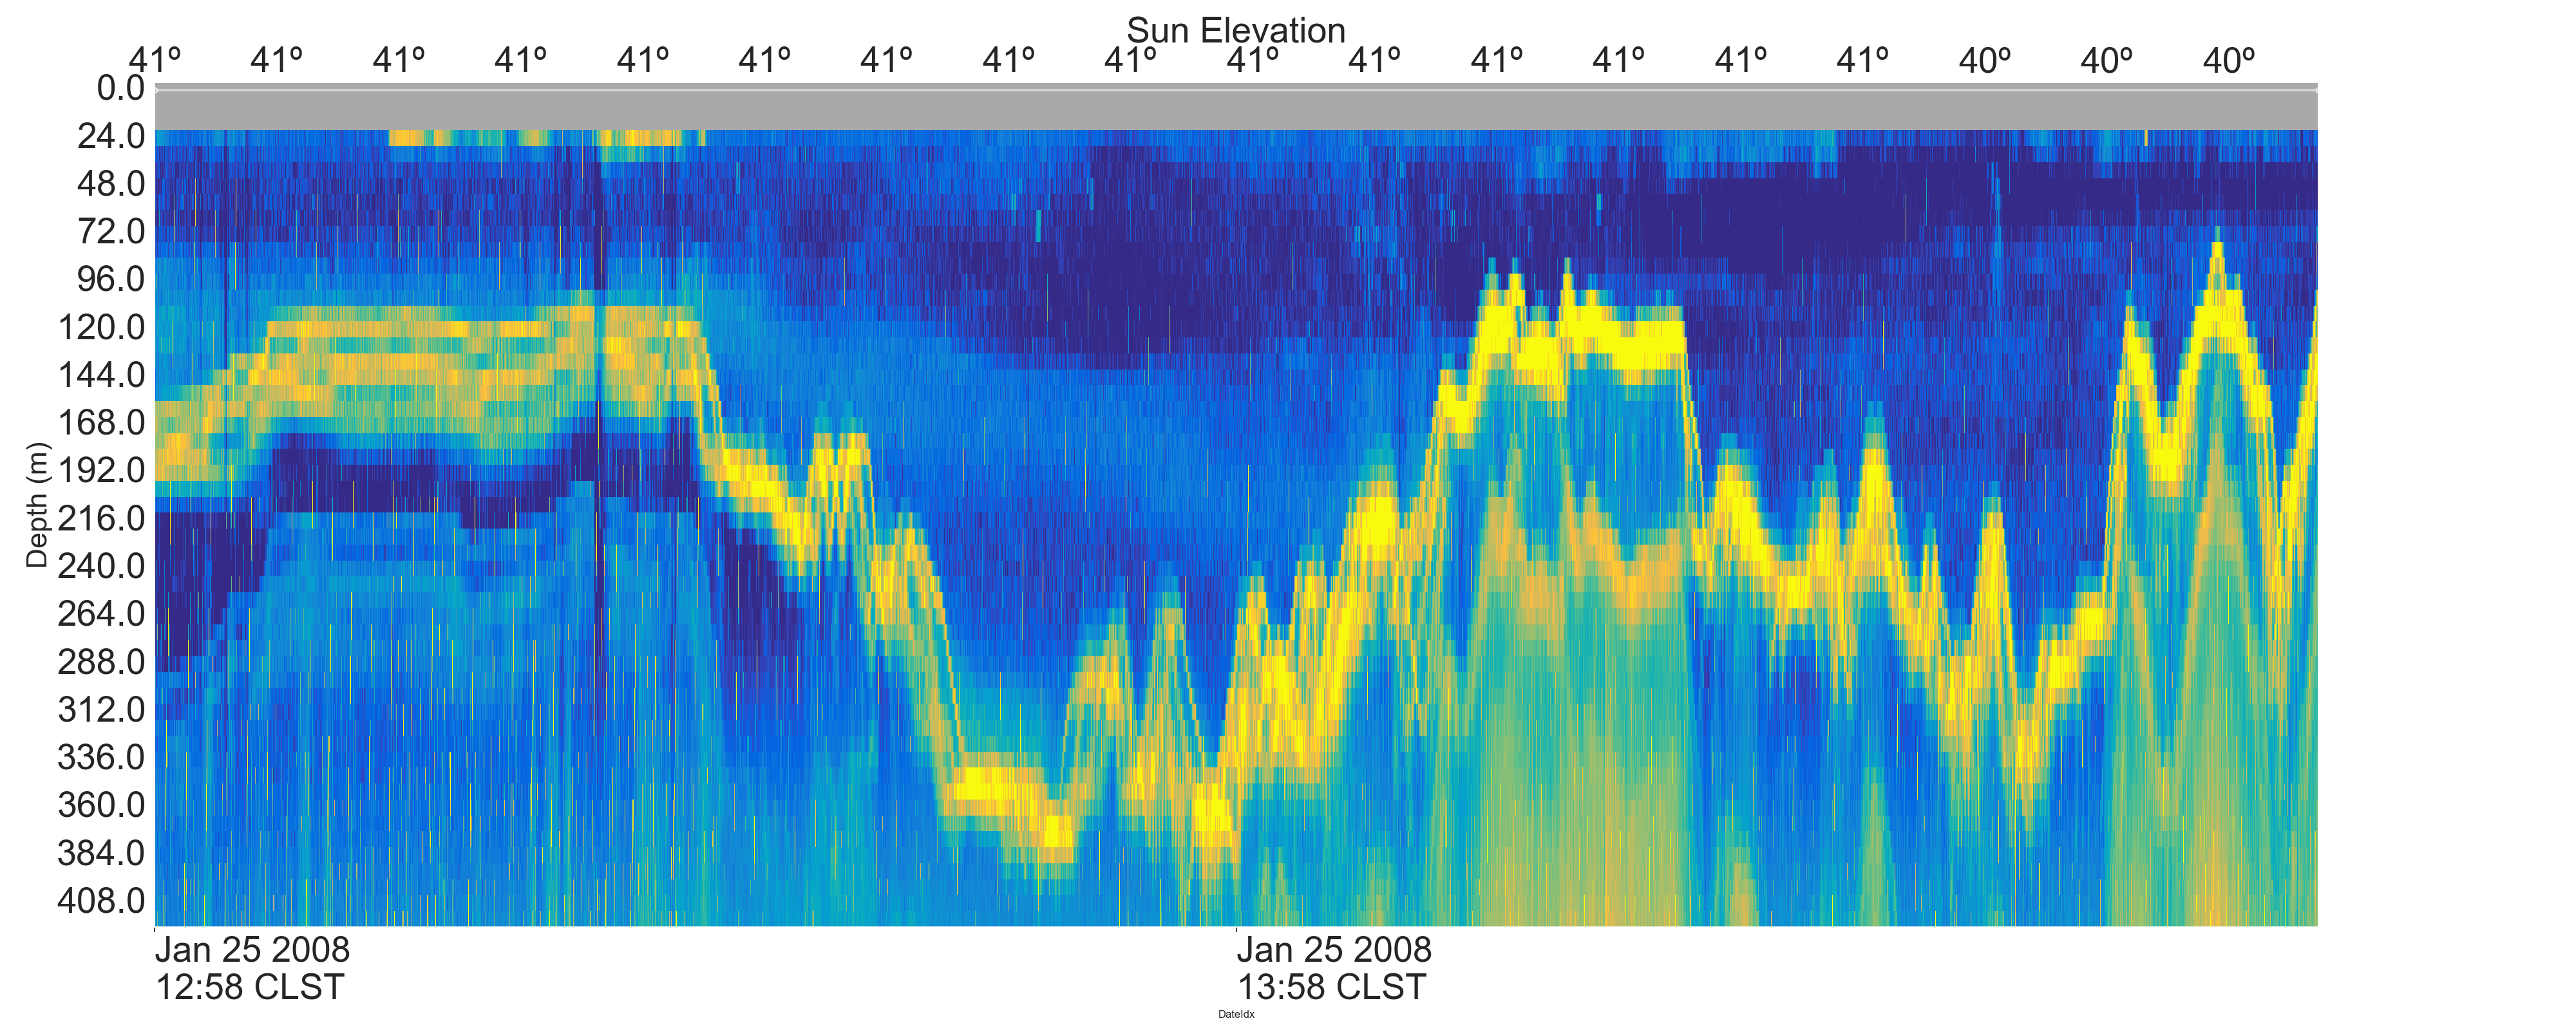 Sun Elevation
41º 41º 41º 41º 41º 41º 41º 41º 41º 41º 41º 41º 41º 41º 41º 40º 40º 40º
0.0
24.0
48.0
72.0
96.0
120.0
144.0
168.0
192.0
216.0
240.0
264.0
288.0
312.0
336.0
360.0
384.0
408.0
Depth (m)
Jan 25 2008
12:58 CLST
Jan 25 2008
13:58 CLST
DateIdx